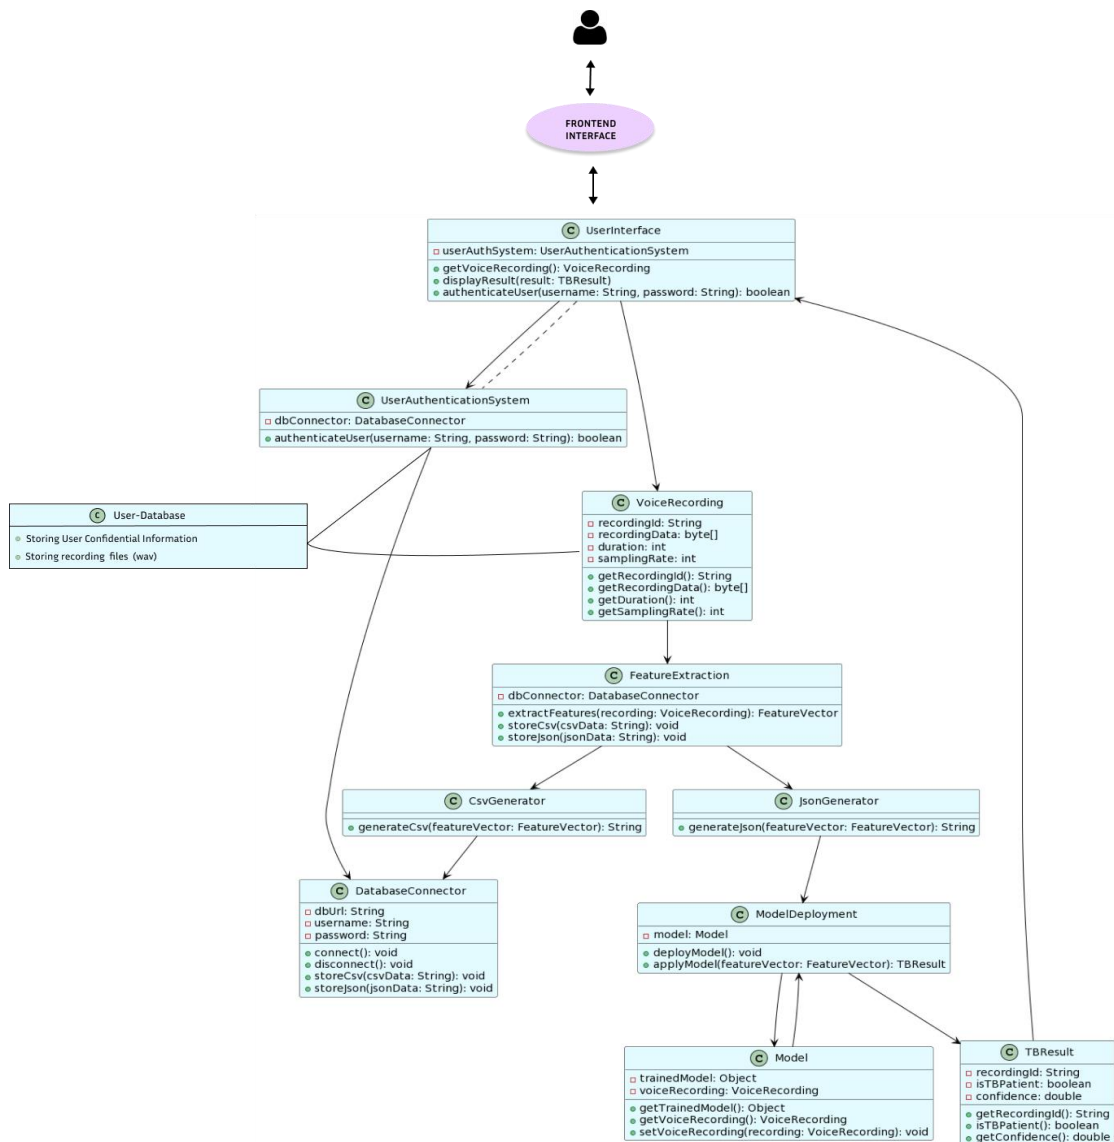 FRONTEND
INTERFACE
C UserInterface
userAuthSystem: UserAuthenticationSystem
getVoiceRecording(): VoiceRecording
displayResult(result: TBResult)
authenticateUser(username: String, password: String): boolean
C UserAuthenticationSystem
dbConnector: DatabaseConnector
authenticateUser(username: String, password: String): boolean
C User-Database
Storing User Confidential Information
Storing recording files (wav)
C VoiceRecording
recordingId: String
recordingData: byte[]
duration: int
samplingRate: int
getRecordingId(): String
getRecordingData(): byte[]
getDuration(): int
getSamplingRate(): int
C FeatureExtraction
dbConnector: DatabaseConnector
extractFeatures(recording: VoiceRecording): FeatureVector
storeCsv(csvData: String): void
storeJson(jsonData: String): void
C CsvGenerator
generateCsv(featureVector: FeatureVector): String
C JsonGenerator
generateJson(featureVector: FeatureVector): String
C DatabaseConnector
dbUrl: String
username: String
password: String
connect(): void
disconnect(): void
storeCsv(csvData: String): void
storeJson(jsonData: String): void
C ModelDeployment
model: Model
deployModel(): void
applyModel(featureVector: FeatureVector): TBResult
C Model
trainedModel: Object
voiceRecording: VoiceRecording
getTrainedModel(): Object
getVoiceRecording(): VoiceRecording
setVoiceRecording(recording: VoiceRecording): void
C TBResult
recordingId: String
isTBPatient: boolean
confidence: double
getRecordingId(): String
isTBPatient(): boolean
getConfidence(): double